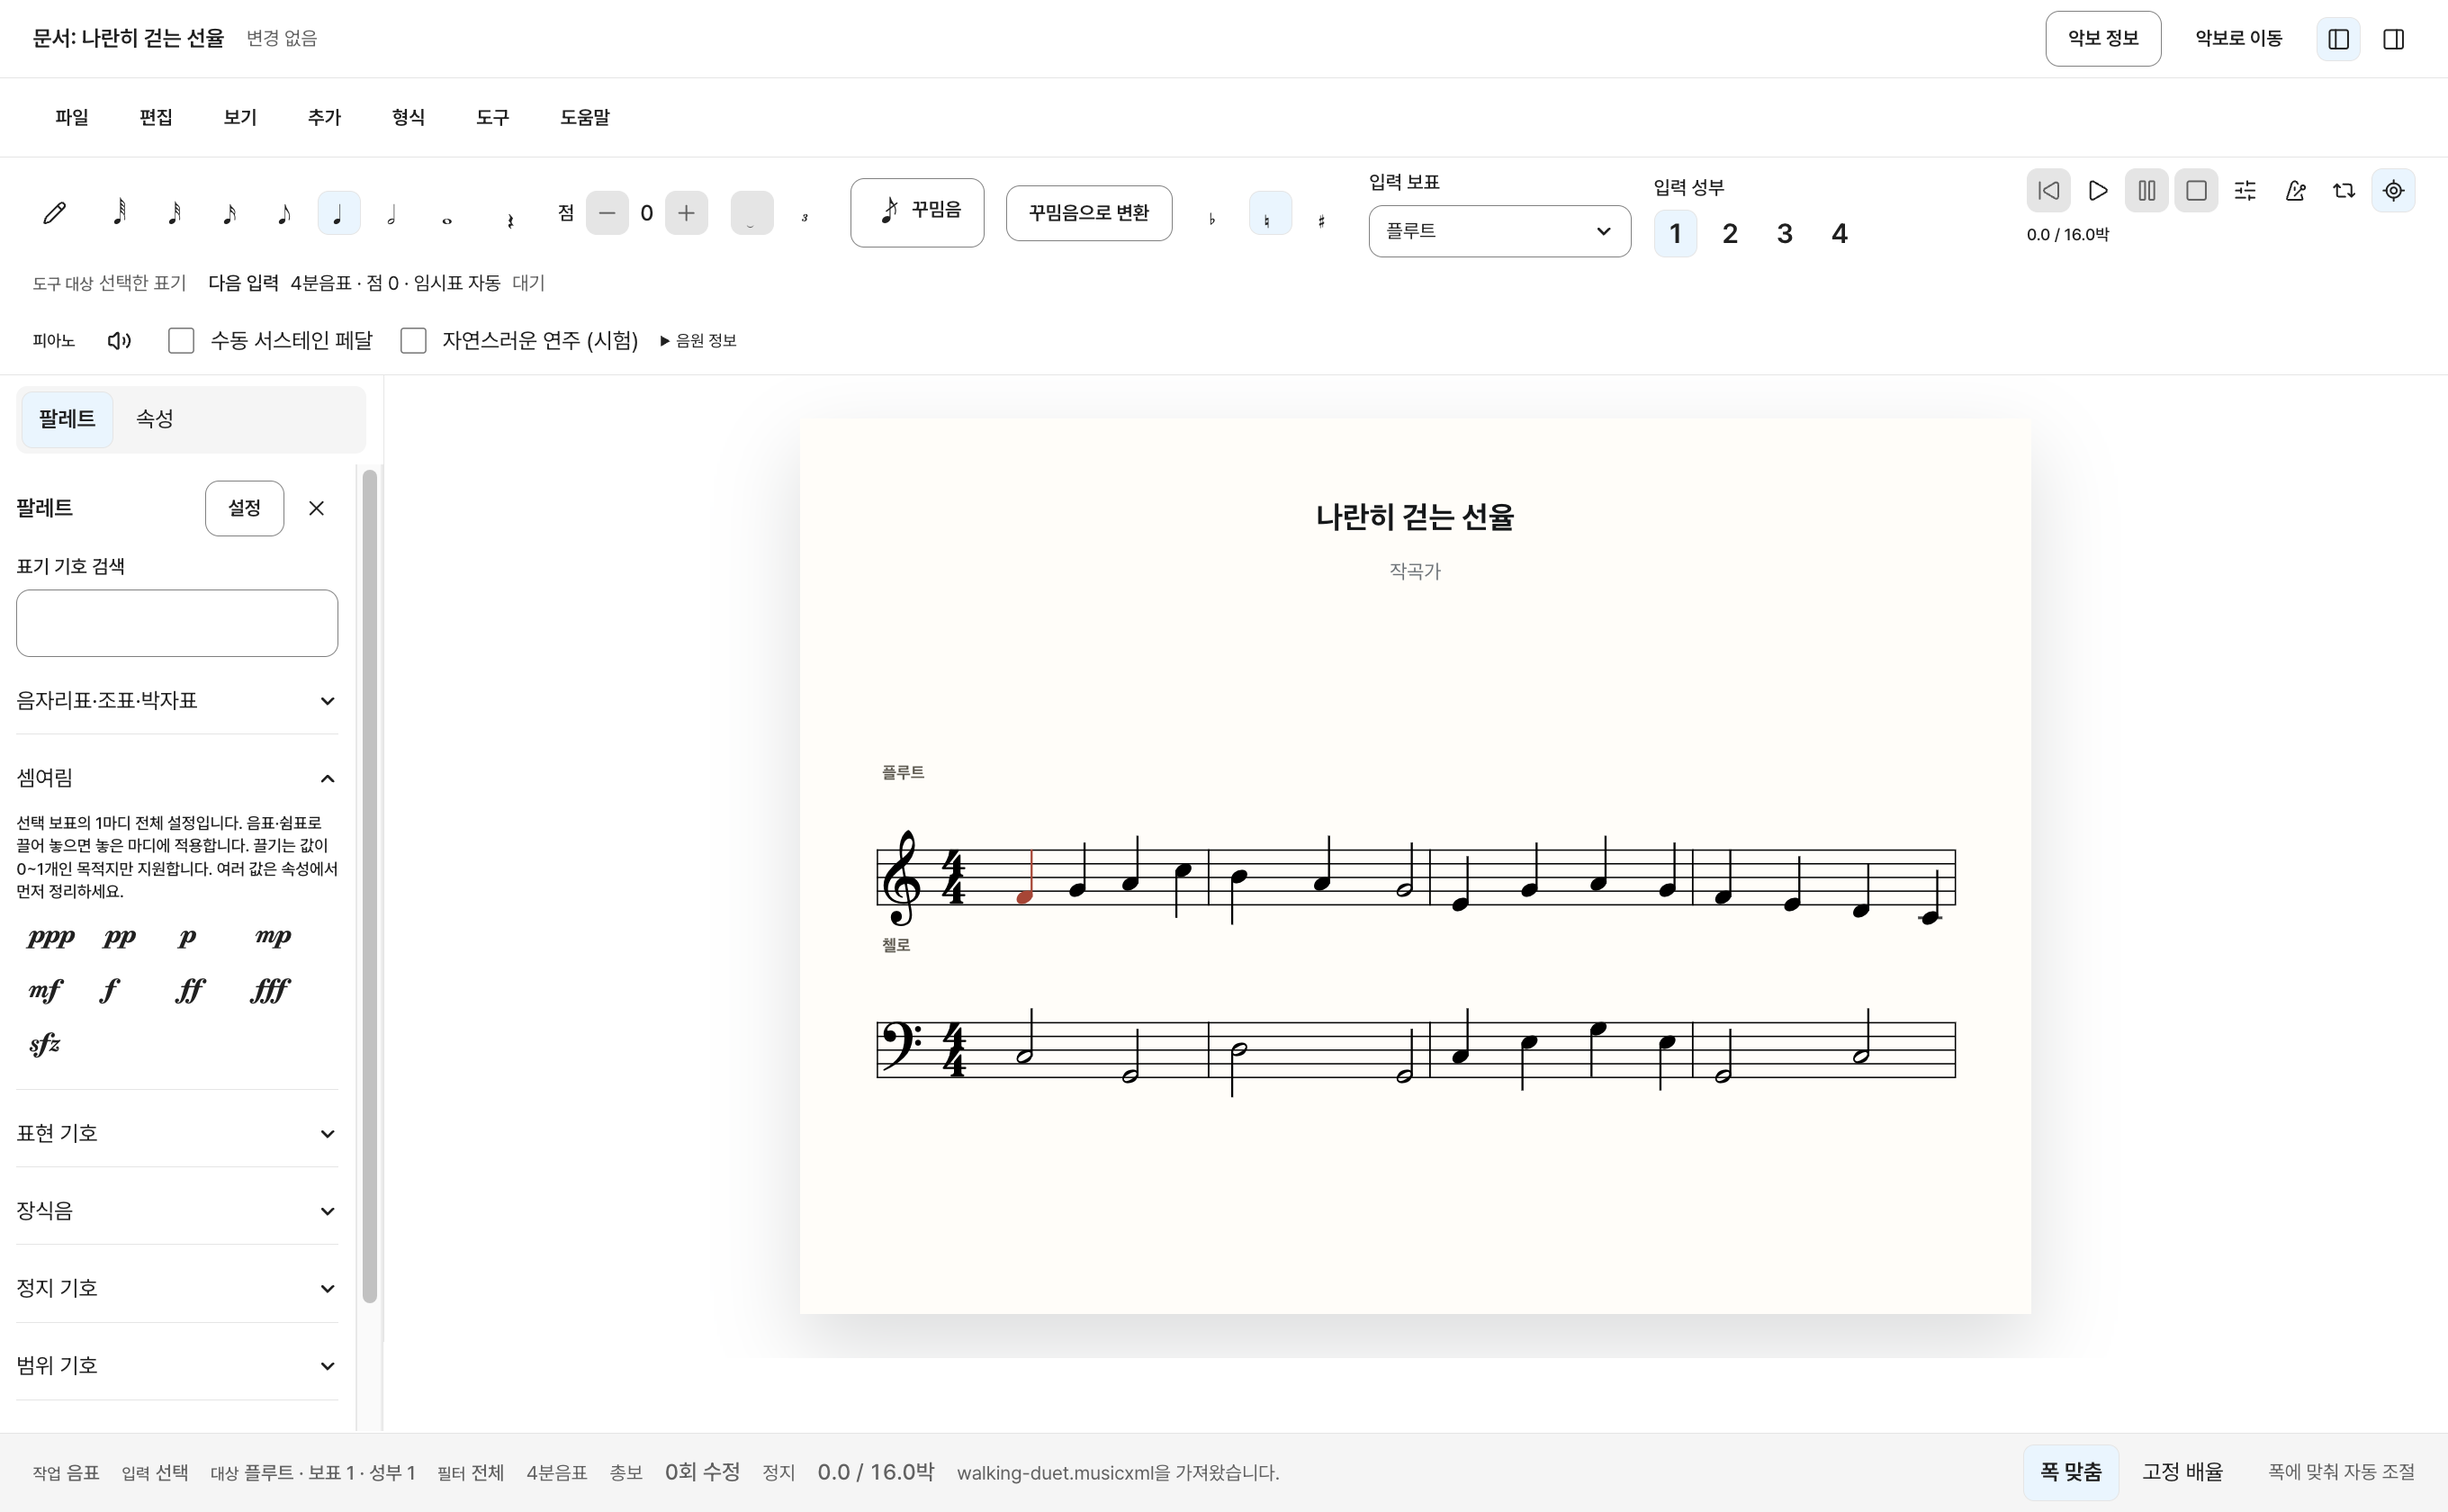 문서: 나란히 걷는 선율 변경 없음 악보 정보 악보로 이동
파일 편집 보기 추가 형식 도구 도움말
점 0 꾸밈음 꾸밈음으로 변환
입력 보표
플루트
입력 성부
1 2 3 4
0.0 / 16.0박
도구 대상 선택한 표기 다음 입력 4분음표 · 점 0 · 임시표 자동 대기
피아노 수동 서스테인 페달 자연스러운 연주 (시험) ▶ 음원 정보
팔레트 속성
팔레트 설정
표기 기호 검색
음자리표·조표·박자표
셈여림
선택 보표의 1마디 전체 설정입니다. 음표·쉼표로
끌어 놓으면 놓은 마디에 적용합니다. 끌기는 값이
0~1개인 목적지만 지원합니다. 여러 값은 속성에서
먼저 정리하세요.
ppp pp p mp
mf f ff fff
sfz
표현 기호
장식음
정지 기호
범위 기호
나란히 걷는 선율
작곡가
플루트
첼로
작업 음표 입력 선택 대상 플루트 · 보표 1 · 성부 1 필터 전체 4분음표 총보 0회 수정 정지 0.0 / 16.0박 walking-duet.musicxml을 가져왔습니다. 폭 맞춤 고정 배율 폭에 맞춰 자동 조절